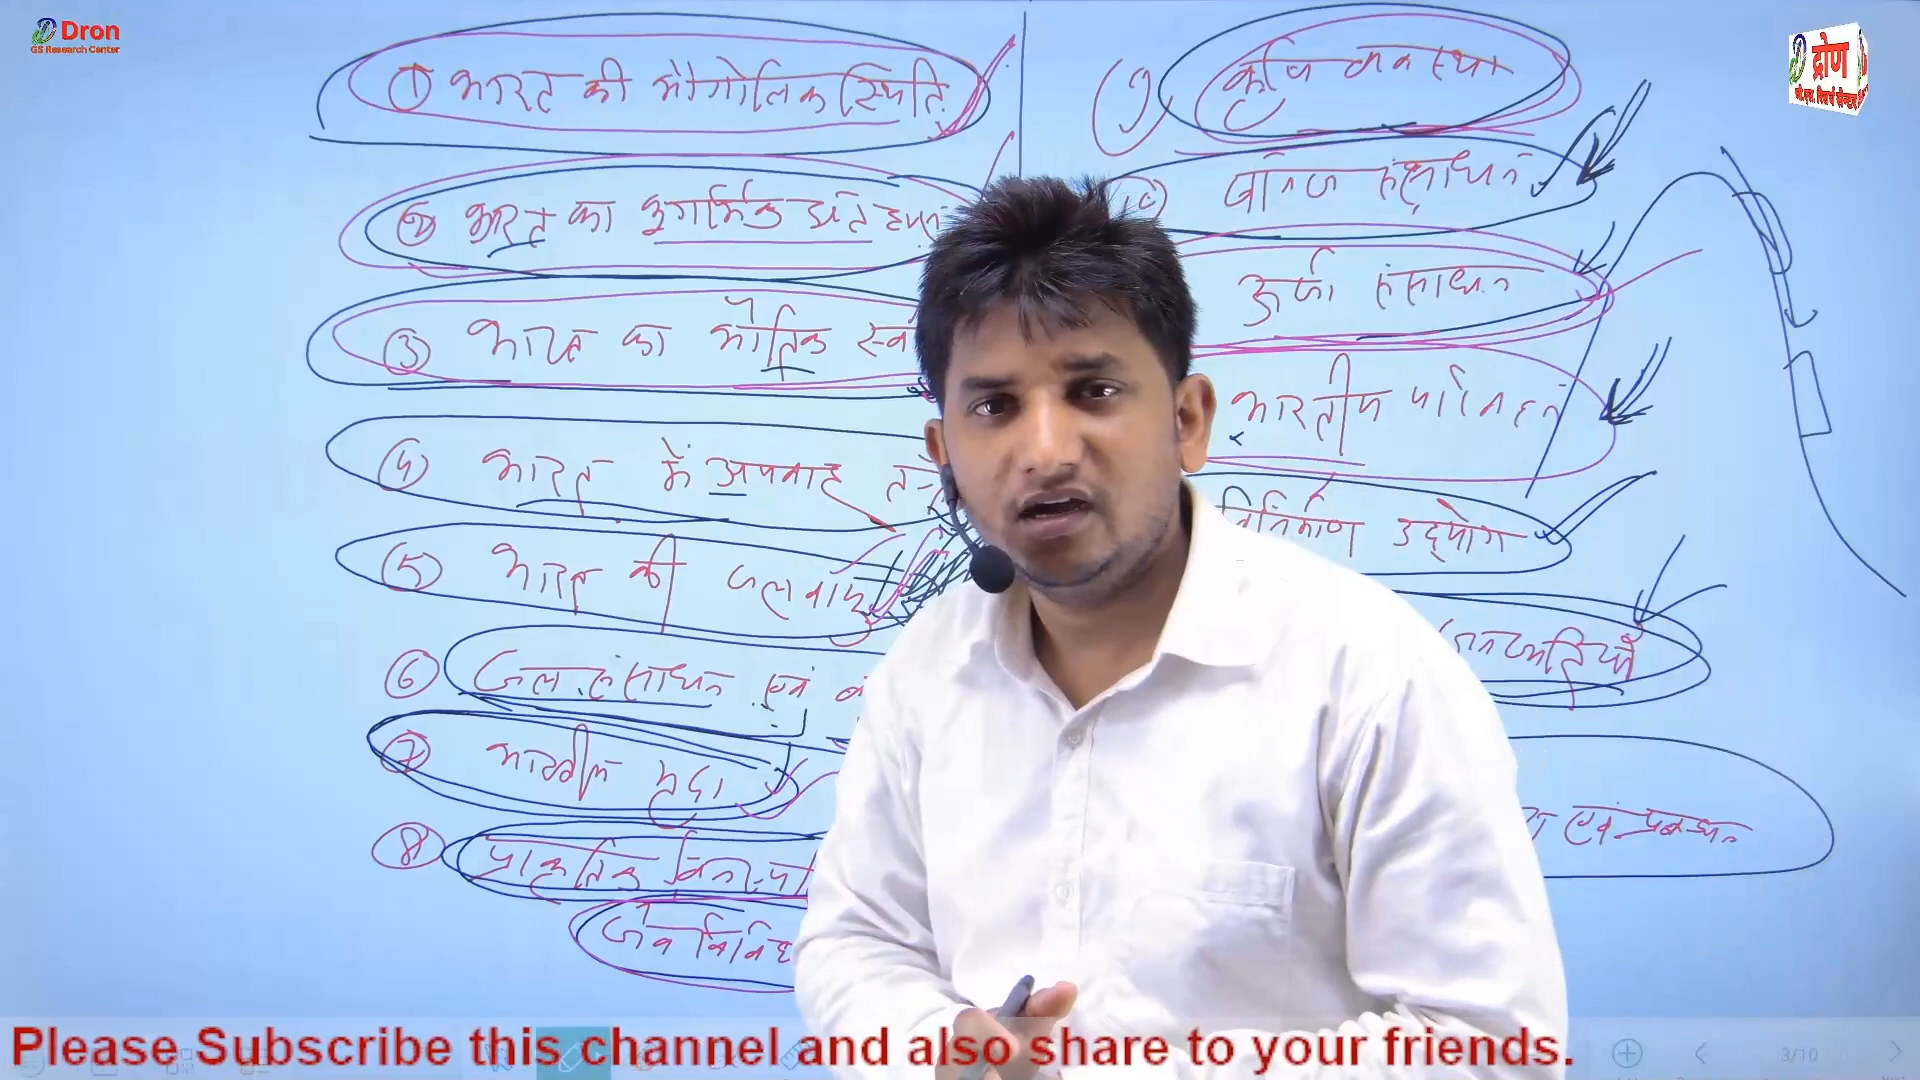 Dron
GS Research Center
द्रोण
① भारत की भौगोलिक स्थिति
② भारत का भूगर्भिक
③ भारत का भौतिक
④ भारत में अपवाह
⑤ भारत की जलवायु
⑥ जल संसाधन एवं
⑦ भारतीय मृदा
⑧ प्राकृतिक
जैव
कृषि व्यवस्था
खनिज संसाधन
ऊर्जा संसाधन
भारतीय परिवहन
विनिर्माण उद्योग
जनजातियाँ
एवं प्रबन्धन
Please Subscribe this channel and also share to your friends.
3/10